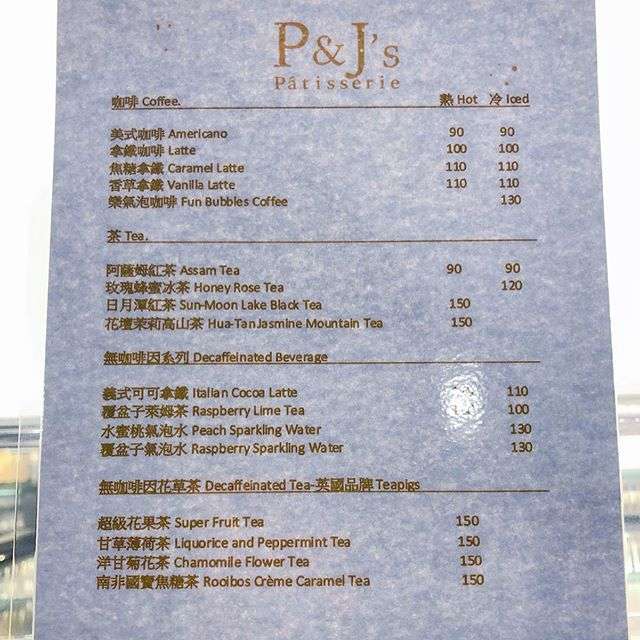 P&J's
Pâtisserie
咖啡 Coffee. 熱 Hot 冷 Iced
美式咖啡 Americano 90 90
拿鐵咖啡 Latte 100 100
焦糖拿鐵 Caramel Latte 110 110
香草拿鐵 Vanilla Latte 110 110
樂氣泡咖啡 Fun Bubbles Coffee 130
茶 Tea.
阿薩姆紅茶 Assam Tea 90 90
玫瑰蜂蜜冰茶 Honey Rose Tea 120
日月潭紅茶 Sun-Moon Lake Black Tea 150
花壇茉莉高山茶 Hua-TanJasmine Mountain Tea 150
無咖啡因系列 Decaffeinated Beverage
義式可可拿鐵 Italian Cocoa Latte 110
覆盆子萊姆茶 Raspberry Lime Tea 100
水蜜桃氣泡水 Peach Sparkling Water 130
覆盆子氣泡水 Raspberry Sparkling Water 130
無咖啡因花草茶 Decaffeinated Tea-英國品牌 Teapigs
超級花果茶 Super Fruit Tea 150
甘草薄荷茶 Liquorice and Peppermint Tea 150
洋甘菊花茶 Chamomile Flower Tea 150
南非國寶焦糖茶 Rooibos Crème Caramel Tea 150